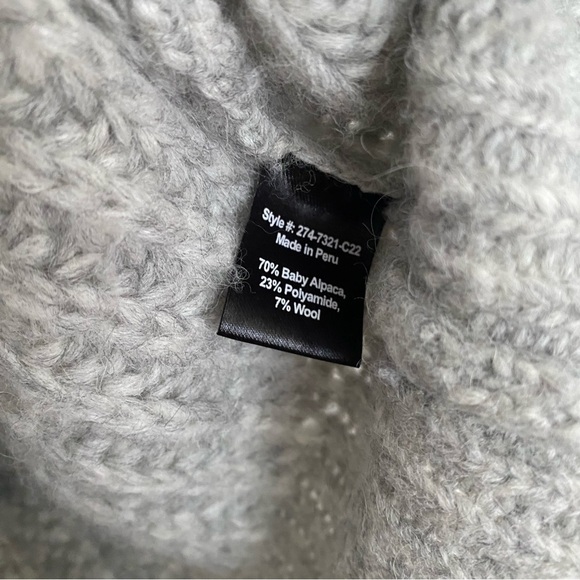 Style #: 274-7321-C22
Made in Peru
70% Baby Alpaca,
23% Polyamide,
7% Wool